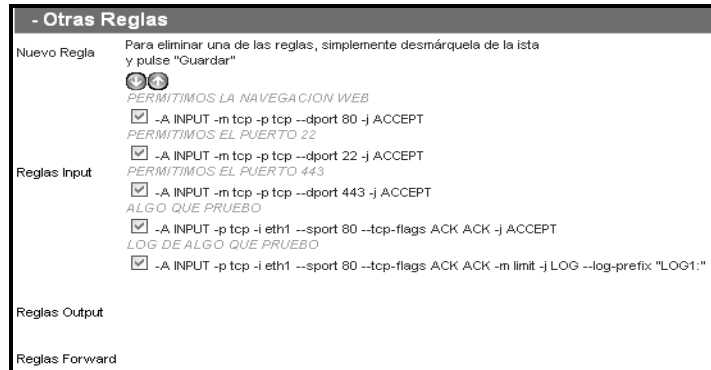 - Otras Reglas
Nuevo Regla
Para eliminar una de las reglas, simplemente desmárquela de la ista
y pulse "Guardar"
PERMITIMOS LA NAVEGACION WEB
-A INPUT -m tcp -p tcp --dport 80 -j ACCEPT
PERMITIMOS EL PUERTO 22
-A INPUT -m tcp -p tcp --dport 22 -j ACCEPT
Reglas Input
PERMITIMOS EL PUERTO 443
-A INPUT -m tcp -p tcp --dport 443 -j ACCEPT
ALGO QUE PRUEBO
-A INPUT -p tcp -i eth1 --sport 80 --tcp-flags ACK ACK -j ACCEPT
LOG DE ALGO QUE PRUEBO
-A INPUT -p tcp -i eth1 --sport 80 --tcp-flags ACK ACK -m limit -j LOG --log-prefix "LOG1:"
Reglas Output
Reglas Forward